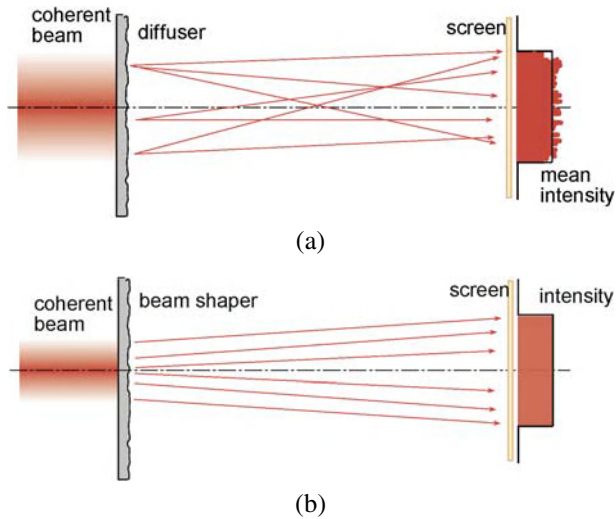 coherent
beam
diffuser
screen
mean
intensity
(a)
coherent
beam
beam shaper
screen
intensity
(b)